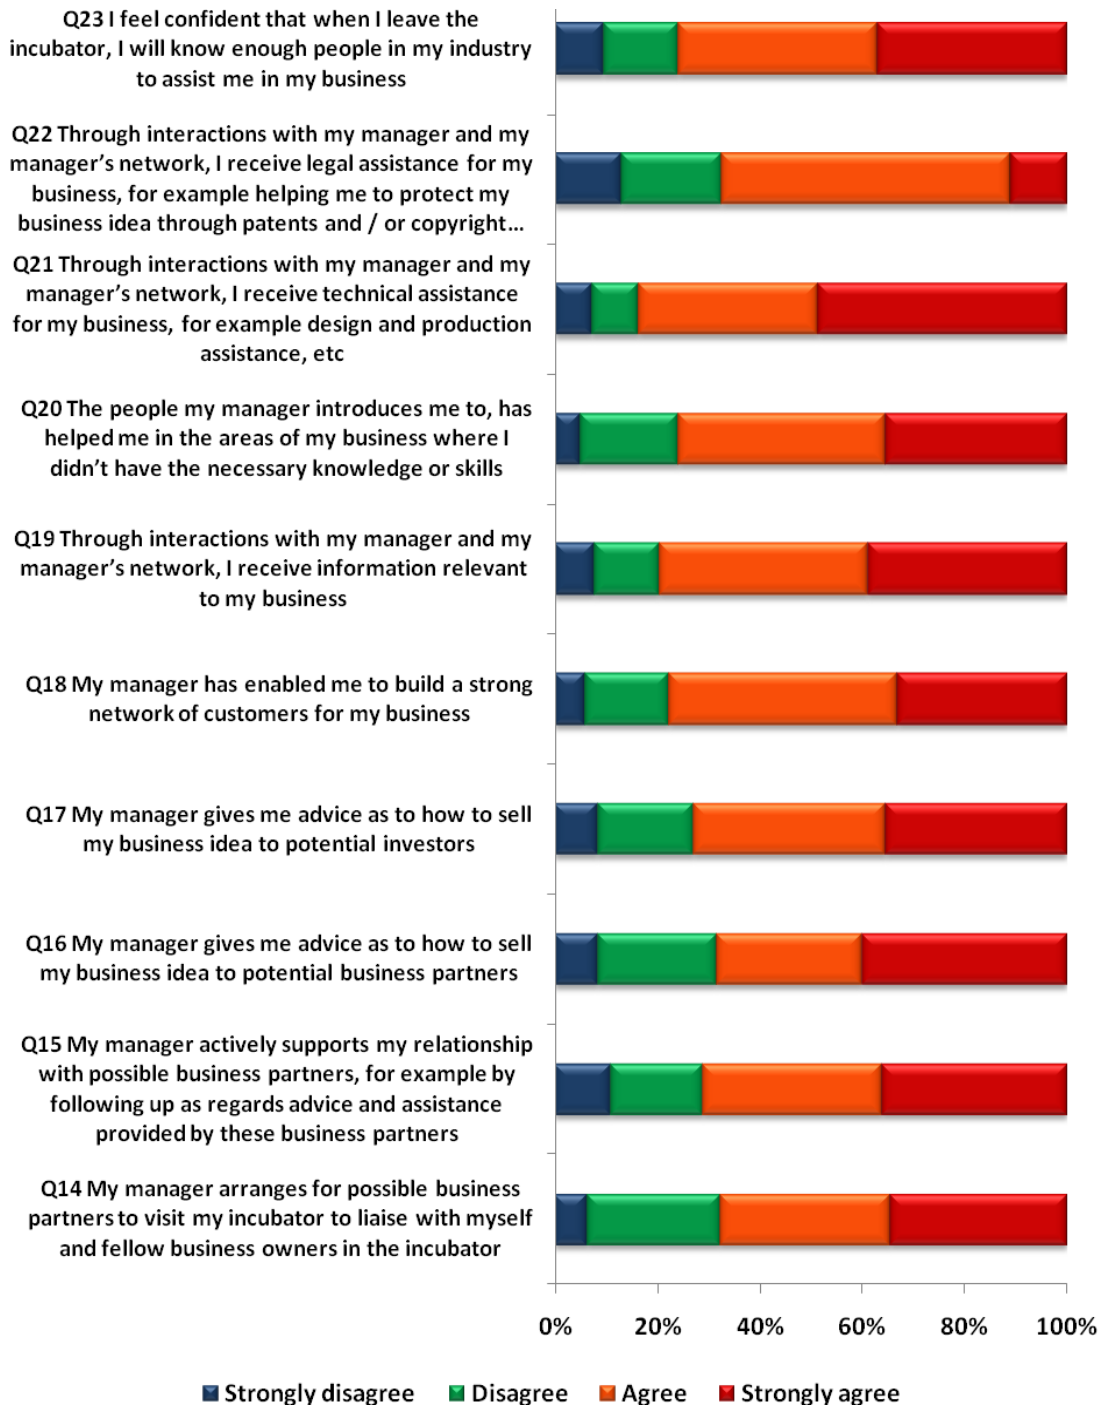 Q23 I feel confident that when I leave the
incubator, I will know enough people in my industry
to assist me in my business
Q22 Through interactions with my manager and my
manager’s network, I receive legal assistance for my
business, for example helping me to protect my
business idea through patents and / or copyright…
Q21 Through interactions with my manager and my
manager’s network, I receive technical assistance
for my business, for example design and production
assistance, etc
Q20 The people my manager introduces me to, has
helped me in the areas of my business where I
didn’t have the necessary knowledge or skills
Q19 Through interactions with my manager and my
manager’s network, I receive information relevant
to my business
Q18 My manager has enabled me to build a strong
network of customers for my business
Q17 My manager gives me advice as to how to sell
my business idea to potential investors
Q16 My manager gives me advice as to how to sell
my business idea to potential business partners
Q15 My manager actively supports my relationship
with possible business partners, for example by
following up as regards advice and assistance
provided by these business partners
Q14 My manager arranges for possible business
partners to visit my incubator to liaise with myself
and fellow business owners in the incubator
0% 20% 40% 60% 80% 100%
Strongly disagree Disagree Agree Strongly agree